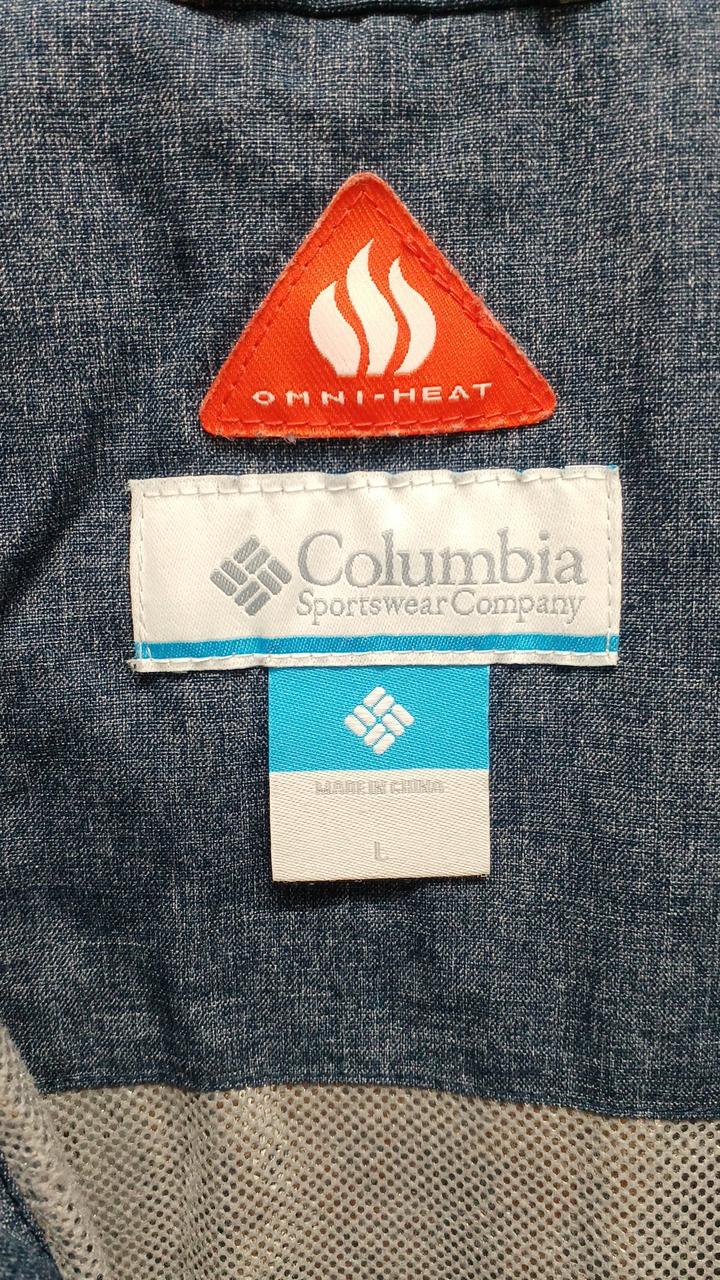 OMNI-HEAT
Columbia
Sportswear Company
MADE IN CHINA
L